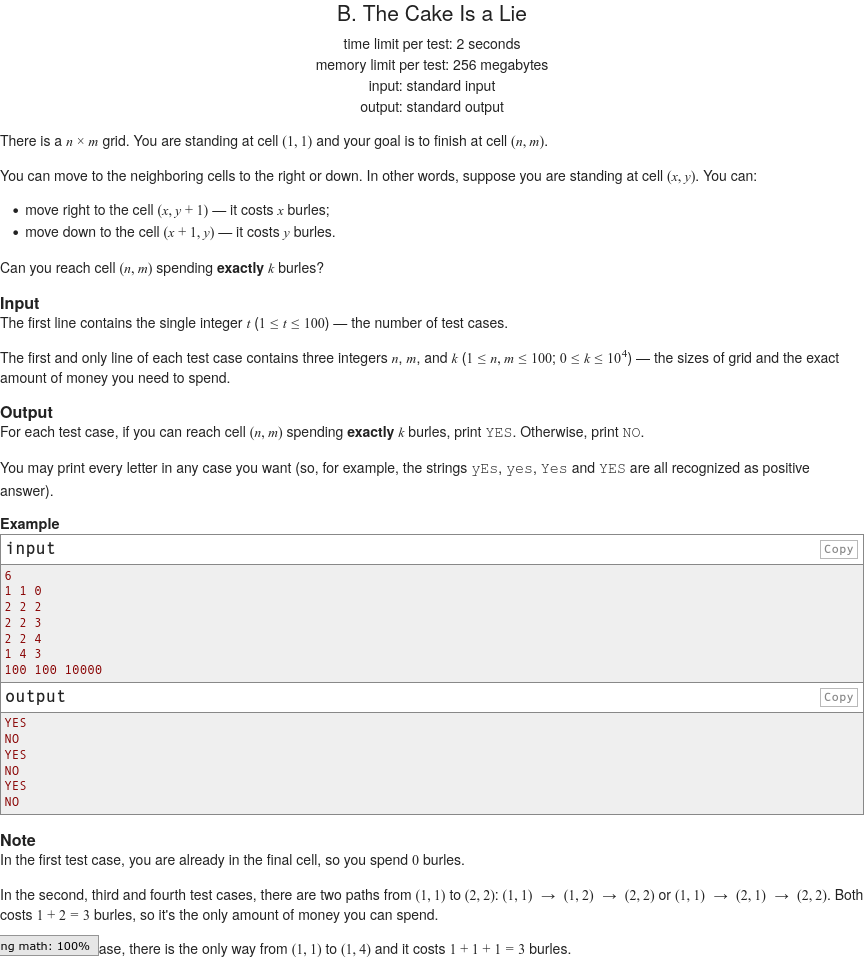 B. The Cake Is a Lie
time limit per test: 2 seconds
memory limit per test: 256 megabytes
input: standard input
output: standard output
There is a n × m grid. You are standing at cell (1, 1) and your goal is to finish at cell (n, m).
You can move to the neighboring cells to the right or down. In other words, suppose you are standing at cell (x, y). You can:
• move right to the cell (x, y + 1) — it costs x burles;
• move down to the cell (x + 1, y) — it costs y burles.
Can you reach cell (n, m) spending exactly k burles?
Input
The first line contains the single integer t (1 ≤ t ≤ 100) — the number of test cases.
The first and only line of each test case contains three integers n, m, and k (1 ≤ n, m ≤ 100; 0 ≤ k ≤ 10⁴) — the sizes of grid and the exact
amount of money you need to spend.
Output
For each test case, if you can reach cell (n, m) spending exactly k burles, print YES. Otherwise, print NO.
You may print every letter in any case you want (so, for example, the strings yEs, yes, Yes and YES are all recognized as positive
answer).
Example
input Copy
6
1 1 0
2 2 2
2 2 3
2 2 4
1 4 3
100 100 10000
output Copy
YES
NO
YES
NO
YES
NO
Note
In the first test case, you are already in the final cell, so you spend 0 burles.
In the second, third and fourth test cases, there are two paths from (1, 1) to (2, 2): (1, 1) → (1, 2) → (2, 2) or (1, 1) → (2, 1) → (2, 2). Both
costs 1 + 2 = 3 burles, so it's the only amount of money you can spend.
ng math: 100% ase, there is the only way from (1, 1) to (1, 4) and it costs 1 + 1 + 1 = 3 burles.